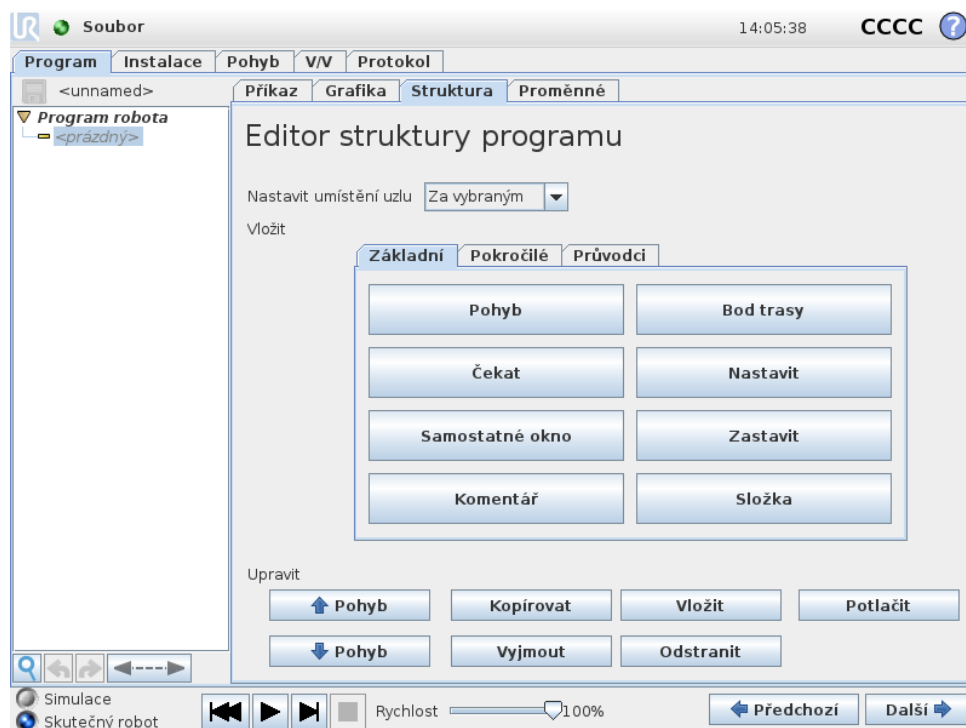 UR Soubor 14:05:38 CCCC ?
Program Instalace Pohyb V/V Protokol
<unnamed> Příkaz Grafika Struktura Proměnné
Program robota
<prázdný>
Editor struktury programu
Nastavit umístění uzlu Za vybraným
Vložit
Základní Pokročilé Průvodci
Pohyb Bod trasy
Čekat Nastavit
Samostatné okno Zastavit
Komentář Složka
Upravit
Pohyb Kopírovat Vložit Potlačit
Pohyb Vyjmout Odstranit
Simulace
Skutečný robot
Rychlost 100% Předchozí Další